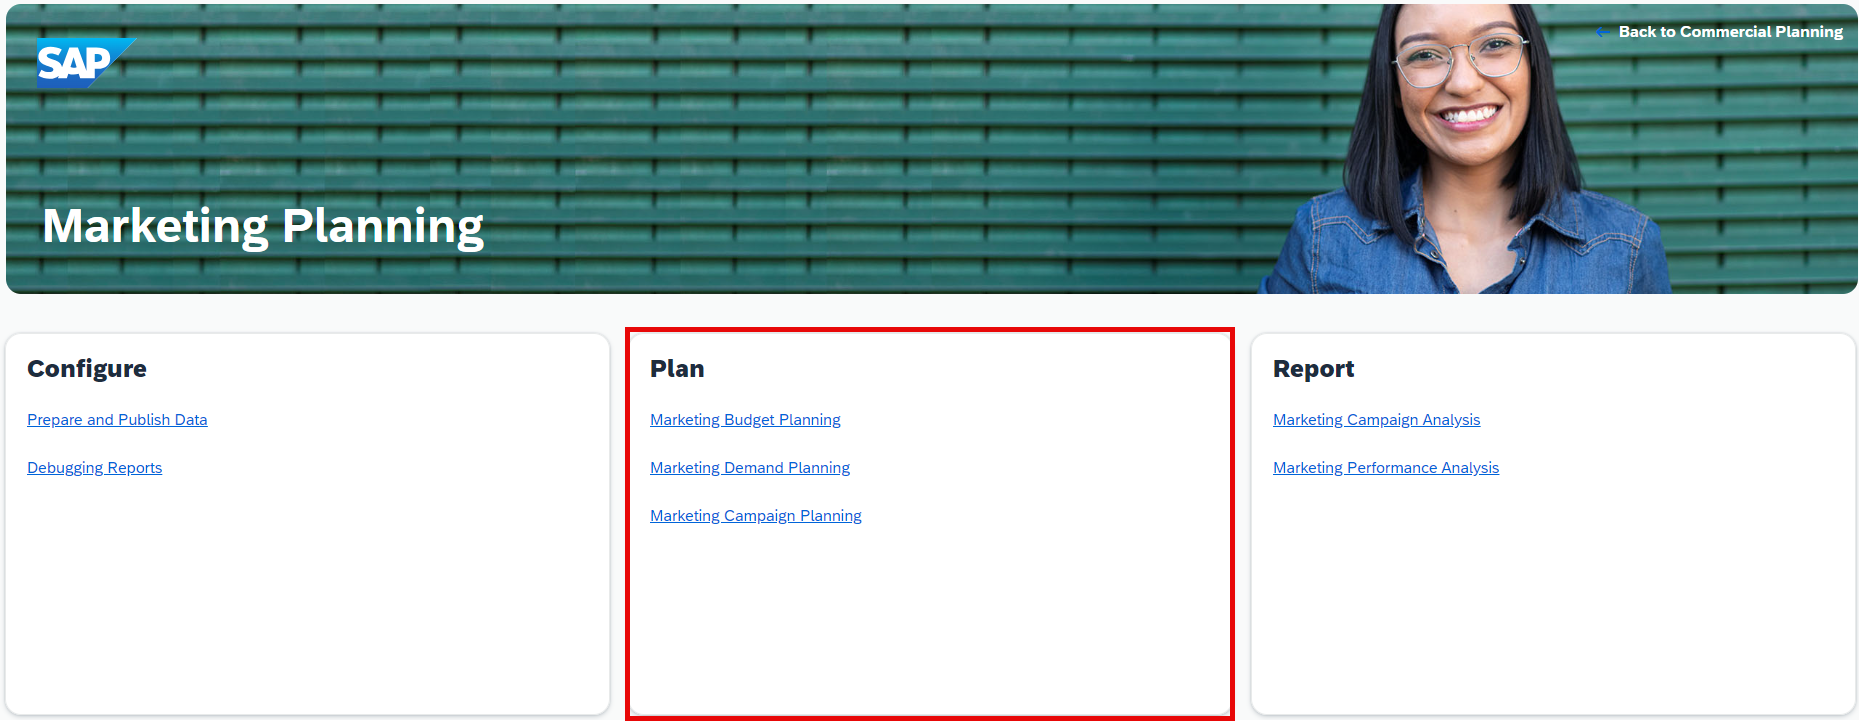 SAP
Back to Commercial Planning
Marketing Planning
Configure
Prepare and Publish Data
Debugging Reports
Plan
Marketing Budget Planning
Marketing Demand Planning
Marketing Campaign Planning
Report
Marketing Campaign Analysis
Marketing Performance Analysis